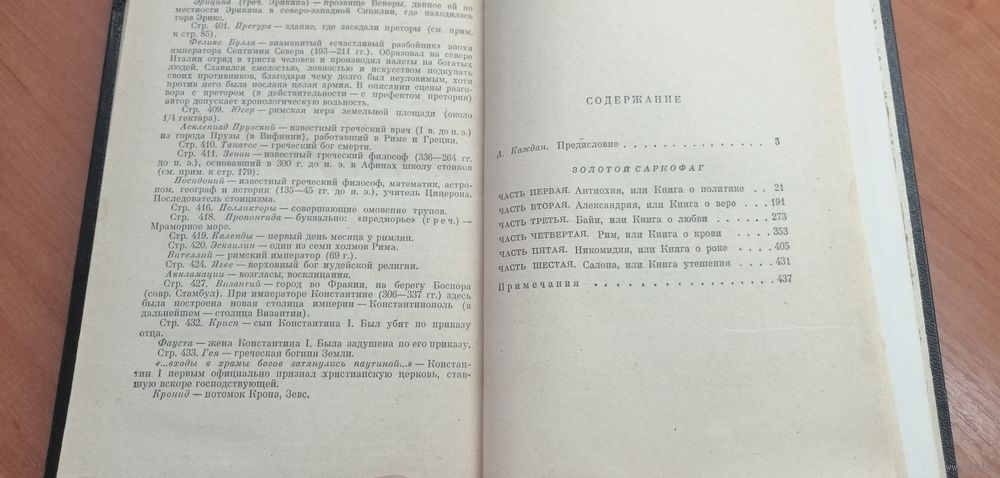 Эрицина (греч. Эрикина) — прозвище Венеры, данное ей по
местности Эрикина в северо-западной Сицилии, где находилась
гора Эрике.
Стр. 401. Претура — здание, где заседали преторы (см. прим.
к стр. 85).
Феликс Булла — знаменитый «счастливый разбойник» эпохи
императора Септимия Севера (193—211 гг.). Образовал на севере
Италии отряд в триста человек и производил налеты на богатых
людей. Славился смелостью, ловкостью и искусством подкупать
своих противников, благодаря чему долго был неуловимым, хотя
против него была послана целая армия. В описании сцены разго-
вора с претором (в действительности — с префектом претория)
автор допускает хронологическую вольность.
Стр. 409. Югер — римская мера земельной площади (около
1/4 гектара).
Асклепиад Прузский — известный греческий врач (I в. до н. э.)
из города Прузы (в Вифинии), работавший в Риме и Греции.
Стр. 410. Танатос — греческий бог смерти.
Стр. 411. Зенон — известный греческий философ (336—264 гг.
до н. э.), основавший в 300 г. до н. э. в Афинах школу стоиков
(см. прим. к стр. 179).
Посидоний — известный греческий философ, математик, астро-
ном, географ и историк (135—45 гг. до н. э.), учитель Цицерона.
Последователь стоицизма.
Стр. 416. Поллинкторы — совершающие омовение трупов.
Стр. 418. Пропонтида — буквально: «предморье» (греч.) —
Мраморное море.
Стр. 419. Календы — первый день месяца у римлян.
Стр. 420. Эсквилин — один из семи холмов Рима.
Вителлий — римский император (69 г.).
Стр. 424. Ягве — верховный бог иудейской религии.
Аккламации — возгласы, восклицания.
Стр. 427. Византий — город во Фракии, на берегу Боспора
(совр. Стамбул). При императоре Константине (306—337 гг.) здесь
была построена новая столица империи — Константинополь (в
дальнейшем — столица Византии).
Стр. 432. Крисп — сын Константина I. Был убит по приказу
отца.
Фауста — жена Константина I. Была задушена по его приказу.
Стр. 433. Гея — греческая богиня Земли.
«...входы в храмы богов затянулись паутиной...» — Констан-
тин I первым официально признал христианскую церковь, став-
шую вскоре господствующей.
Кронид — потомок Крона, Зевс.
СОДЕРЖАНИЕ
А. Каждан. Предисловие . . . . . . . . . . . . . . . 5
ЗОЛОТОЙ САРКОФАГ
ЧАСТЬ ПЕРВАЯ. Антиохия, или Книга о политике . . 21
ЧАСТЬ ВТОРАЯ. Александрия, или Книга о вере . . . 191
ЧАСТЬ ТРЕТЬЯ. Байи, или Книга о любви . . . . . . 273
ЧАСТЬ ЧЕТВЕРТАЯ. Рим, или Книга о крови . . . . 353
ЧАСТЬ ПЯТАЯ. Никомидия, или Книга о роке . . . . 405
ЧАСТЬ ШЕСТАЯ. Салона, или Книга утешения . . . . 431
Примечания . . . . . . . . . . . . . . . . . 437